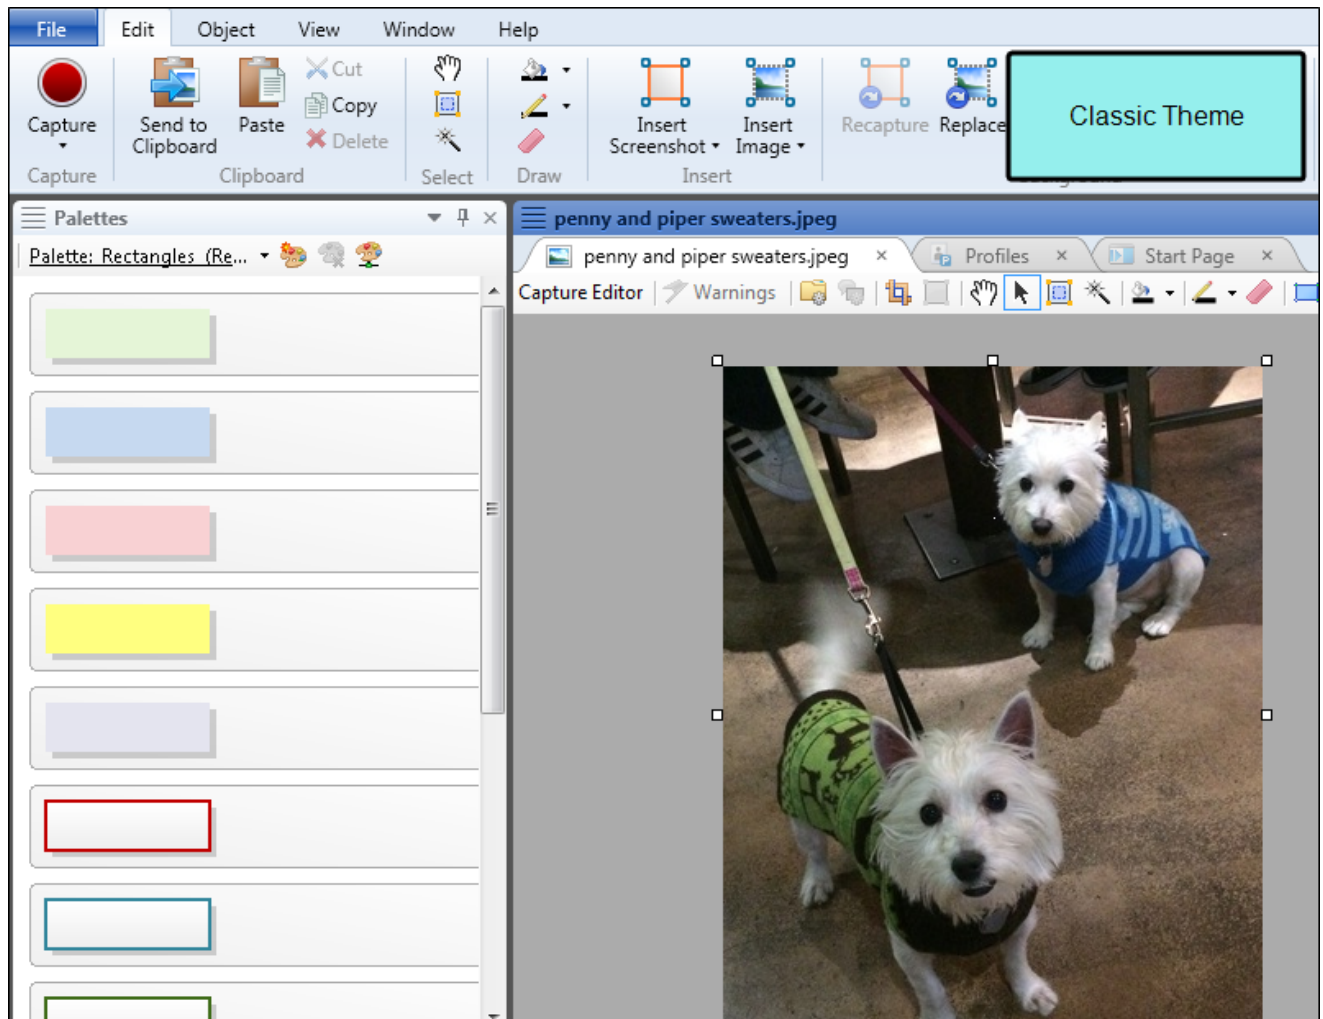 File Edit Object View Window Help
Capture
Send to
Clipboard
Paste
Cut
Copy
Delete
Insert
Screenshot
Insert
Image
Recapture
Replace
Classic Theme
Capture Clipboard Select Draw Insert
Palettes
penny and piper sweaters.jpeg
Palette: Rectangles (Re...
penny and piper sweaters.jpeg
Profiles
Start Page
Capture Editor
Warnings